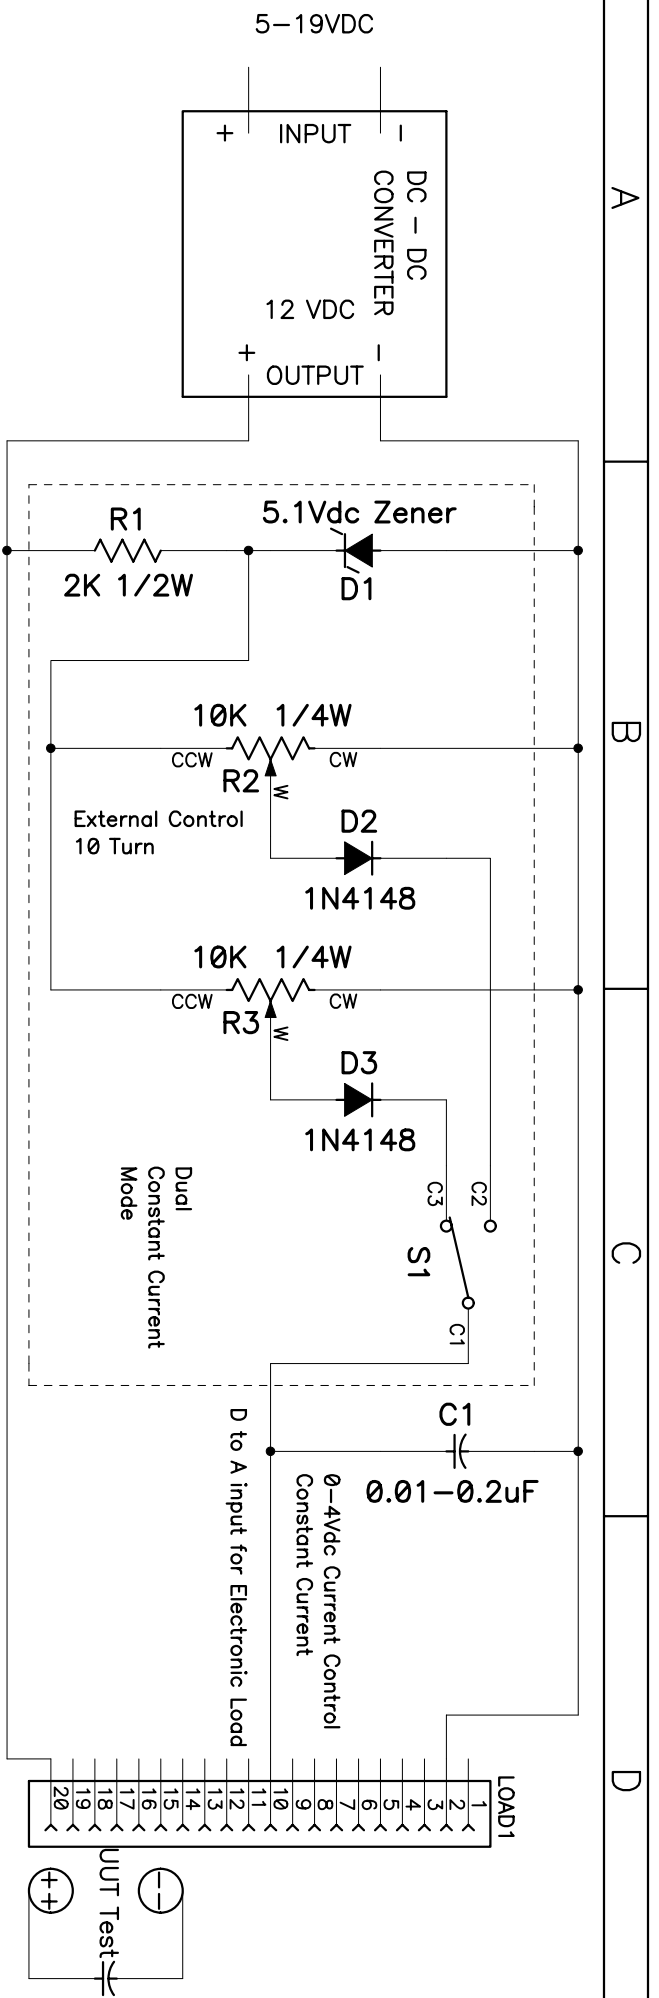 5-19VDC
+ INPUT -
DC - DC
CONVERTER
12 VDC
+ OUTPUT -
A
R1
2K 1/2W
5.1Vdc Zener
D1
B
10K 1/4W
CCW
CW
R2
W
External Control
10 Turn
D2
1N4148
10K 1/4W
CCW
CW
R3
W
D3
1N4148
Dual
Constant Current
Mode
C3
C2
S1
C1
C
C1
0.01-0.2uF
0-4Vdc Current Control
Constant Current
D to A input for Electronic Load
D
LOAD1
1
2
3
4
5
6
7
8
9
10
11
12
13
14
15
16
17
18
19
20
UUT Test
--
++